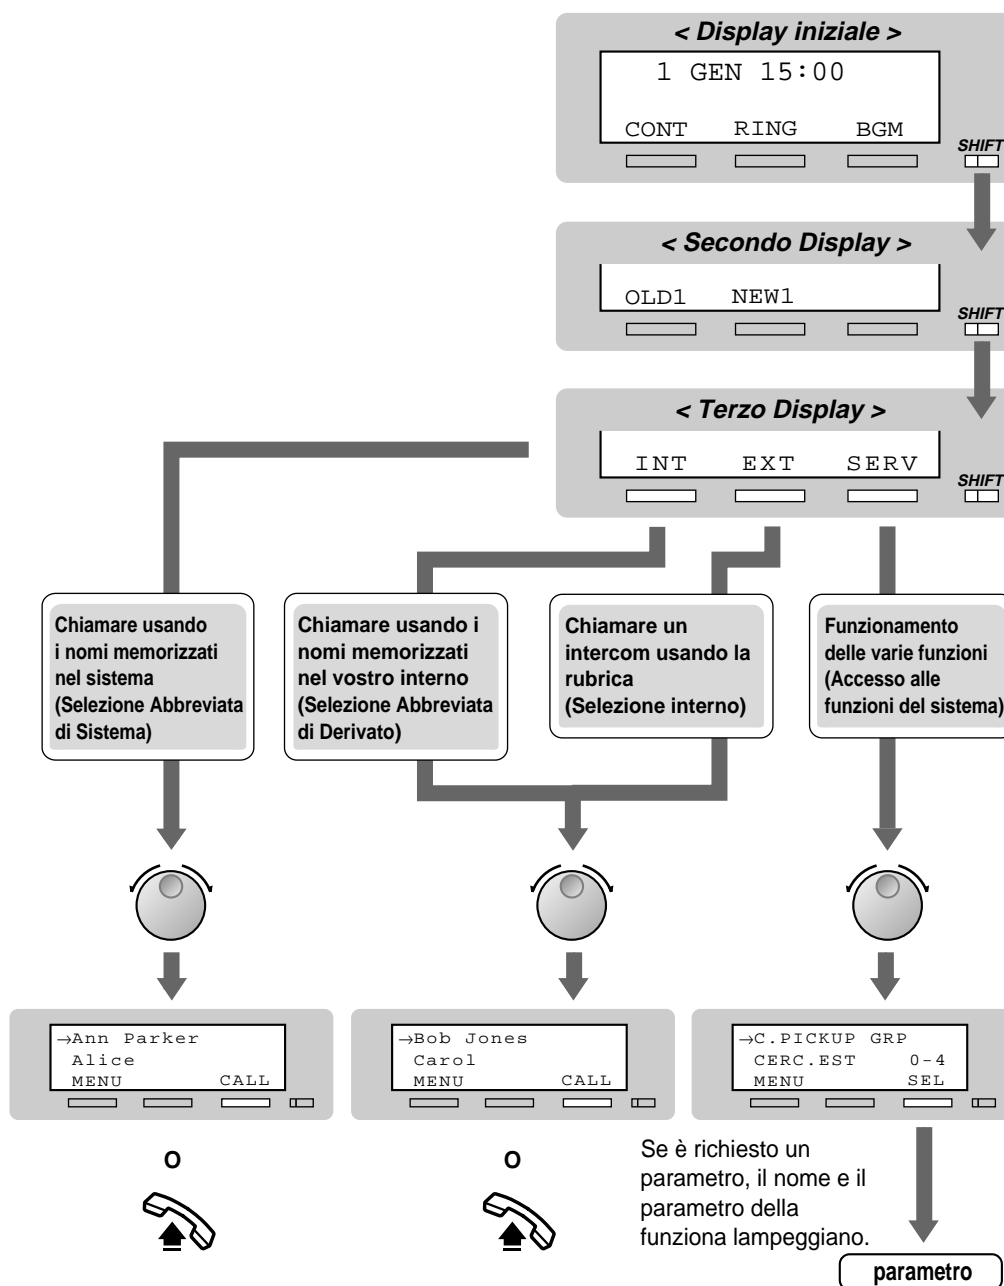 < Display iniziale >
1 GEN 15:00
CONT RING BGM
SHIFT
< Secondo Display >
OLD1 NEW1
SHIFT
< Terzo Display >
INT EXT SERV
SHIFT
Chiamare usando
i nomi memorizzati
nel sistema
(Selezione Abbreviata
di Sistema)
Chiamare usando i
nomi memorizzati
nel vostro interno
(Selezione Abbreviata
di Derivato)
Chiamare un
intercom usando la
rubrica
(Selezione interno)
Funzionamento
delle varie funzioni
(Accesso alle
funzioni del sistema)
→Ann Parker
Alice
MENU CALL
→Bob Jones
Carol
MENU CALL
→C.PICKUP GRP
CERC.EST 0-4
MENU SEL
o
o
Se è richiesto un
parametro, il nome e il
parametro della
funziona lampeggiano.
parametro